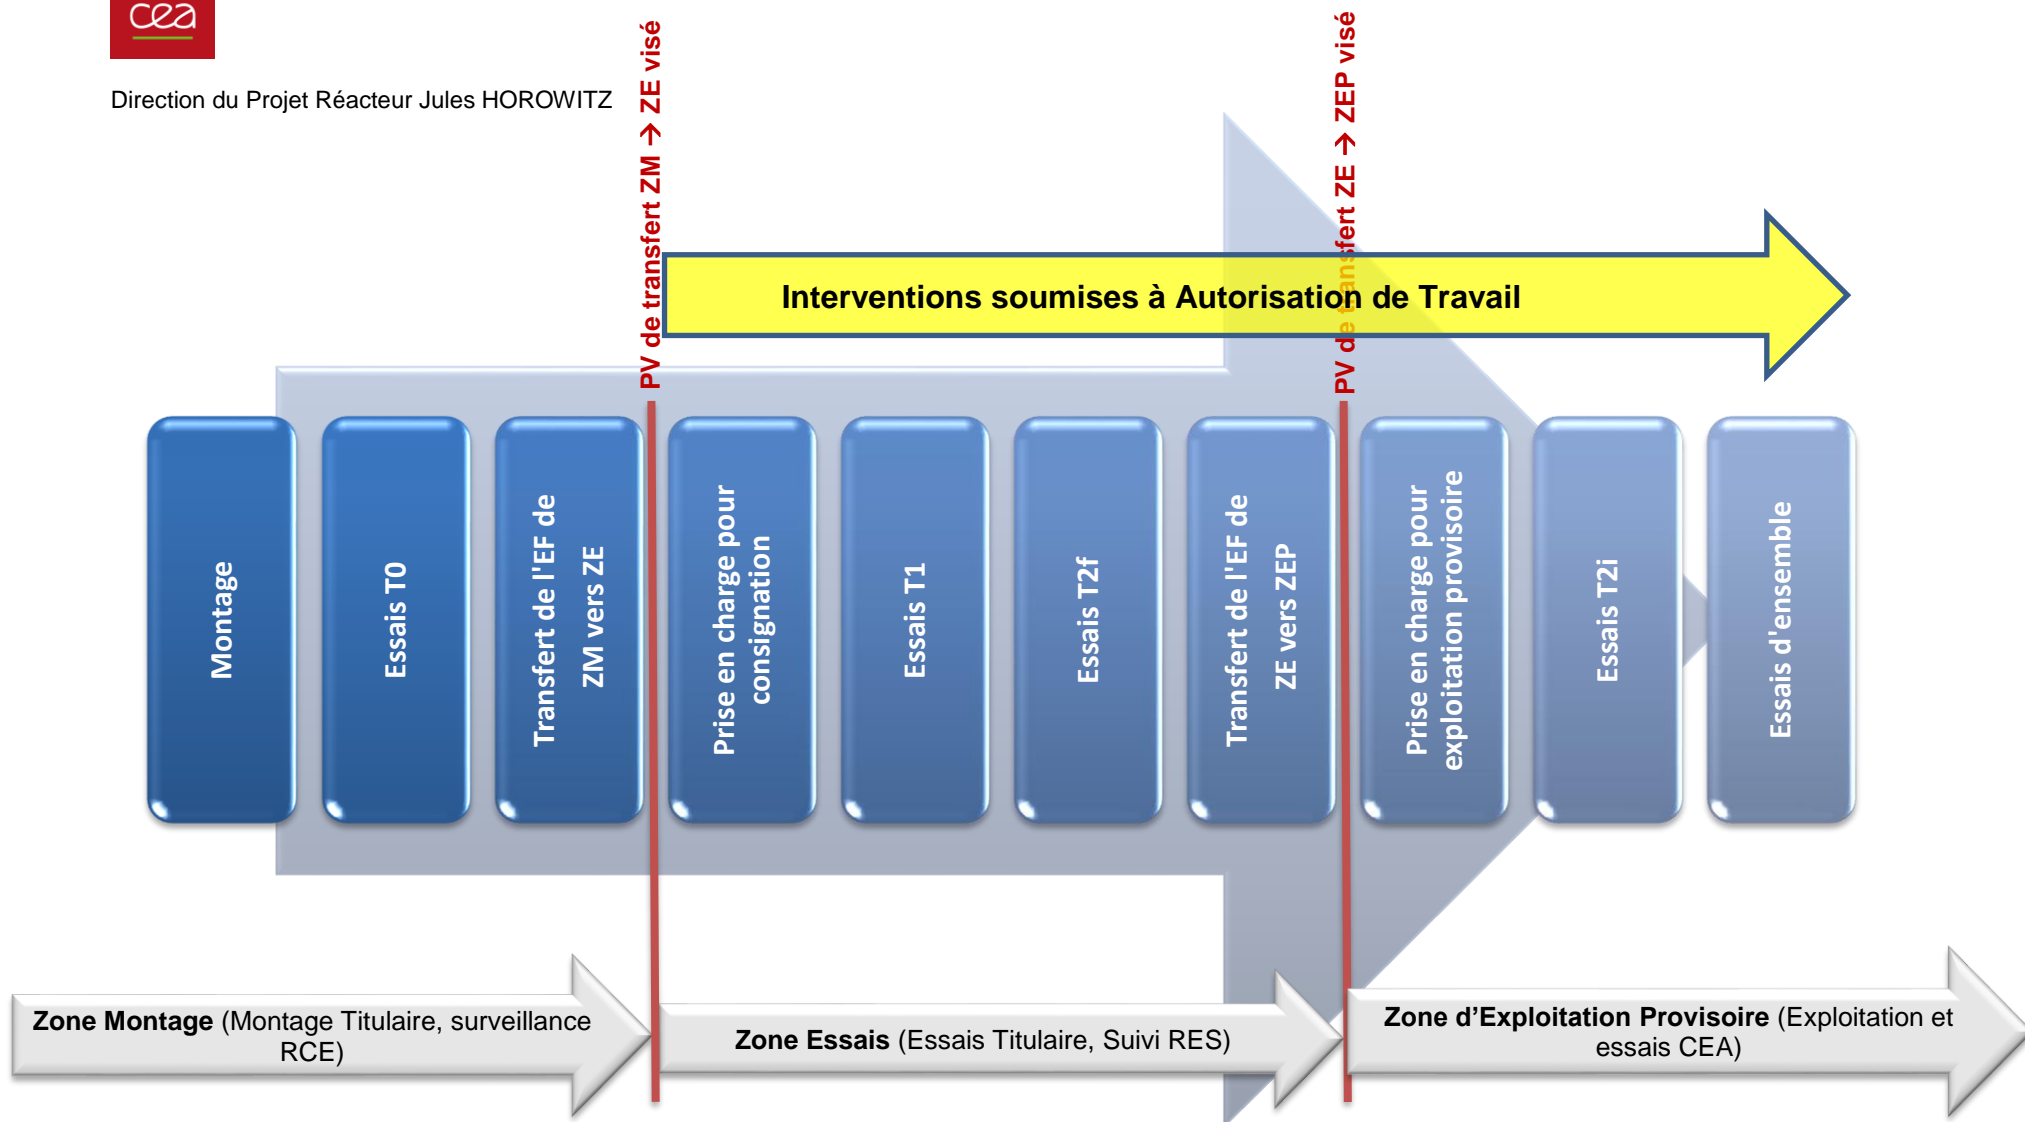 cea
Direction du Projet Réacteur Jules HOROWITZ
PV de transfert ZM → ZE visé
PV de transfert ZE → ZEP visé
Interventions soumises à Autorisation de Travail
Montage
Essais T0
Transfert de l'EF de
ZM vers ZE
Prise en charge pour
consignation
Essais T1
Essais T2f
Transfert de l'EF de
ZE vers ZEP
Prise en charge pour
exploitation provisoire
Essais T2i
Essais d'ensemble
Zone Montage (Montage Titulaire, surveillance
RCE)
Zone Essais (Essais Titulaire, Suivi RES)
Zone d’Exploitation Provisoire (Exploitation et
essais CEA)